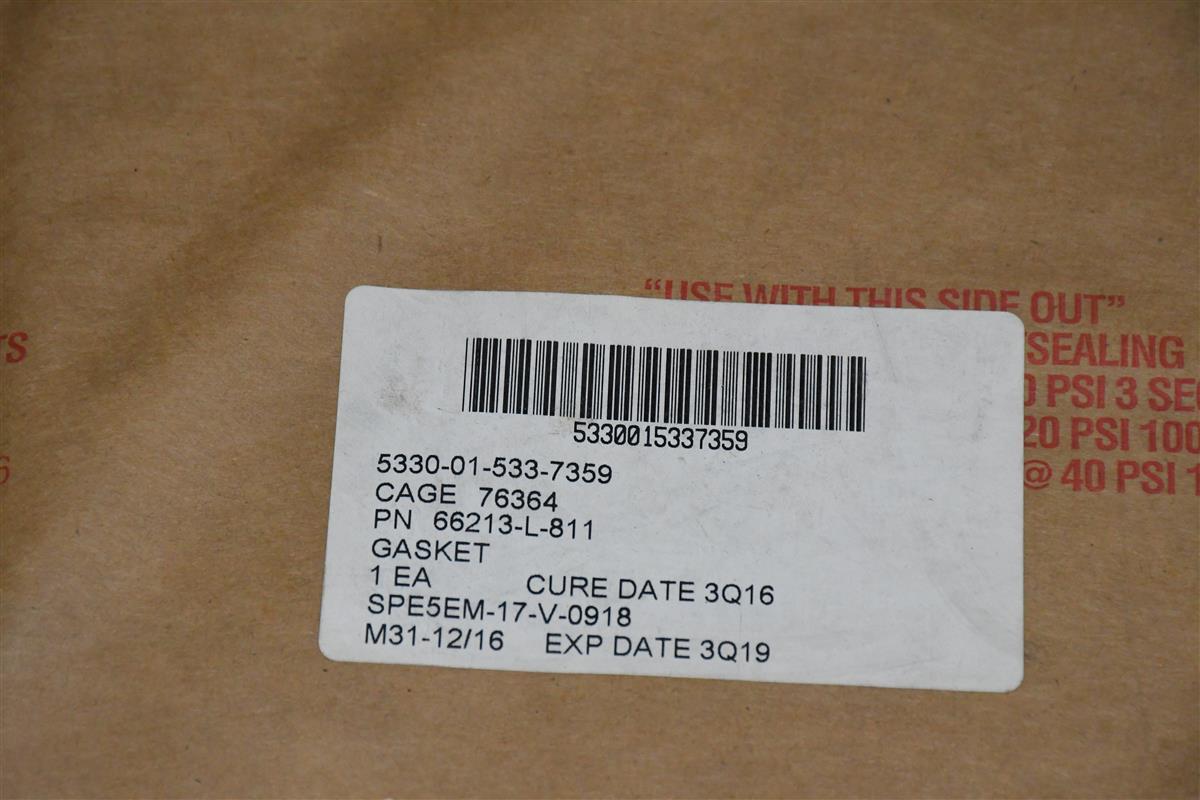 “USE WITH THIS SIDE OUT”
SEALING
PSI 3
20 PSI 100
@ 40 PSI 1
TS
6
5330015337359
5330-01-533-7359
CAGE 76364
PN 66213-L-811
GASKET
1 EA CURE DATE 3Q16
SPE5EM-17-V-0918
M31-12/16 EXP DATE 3Q19